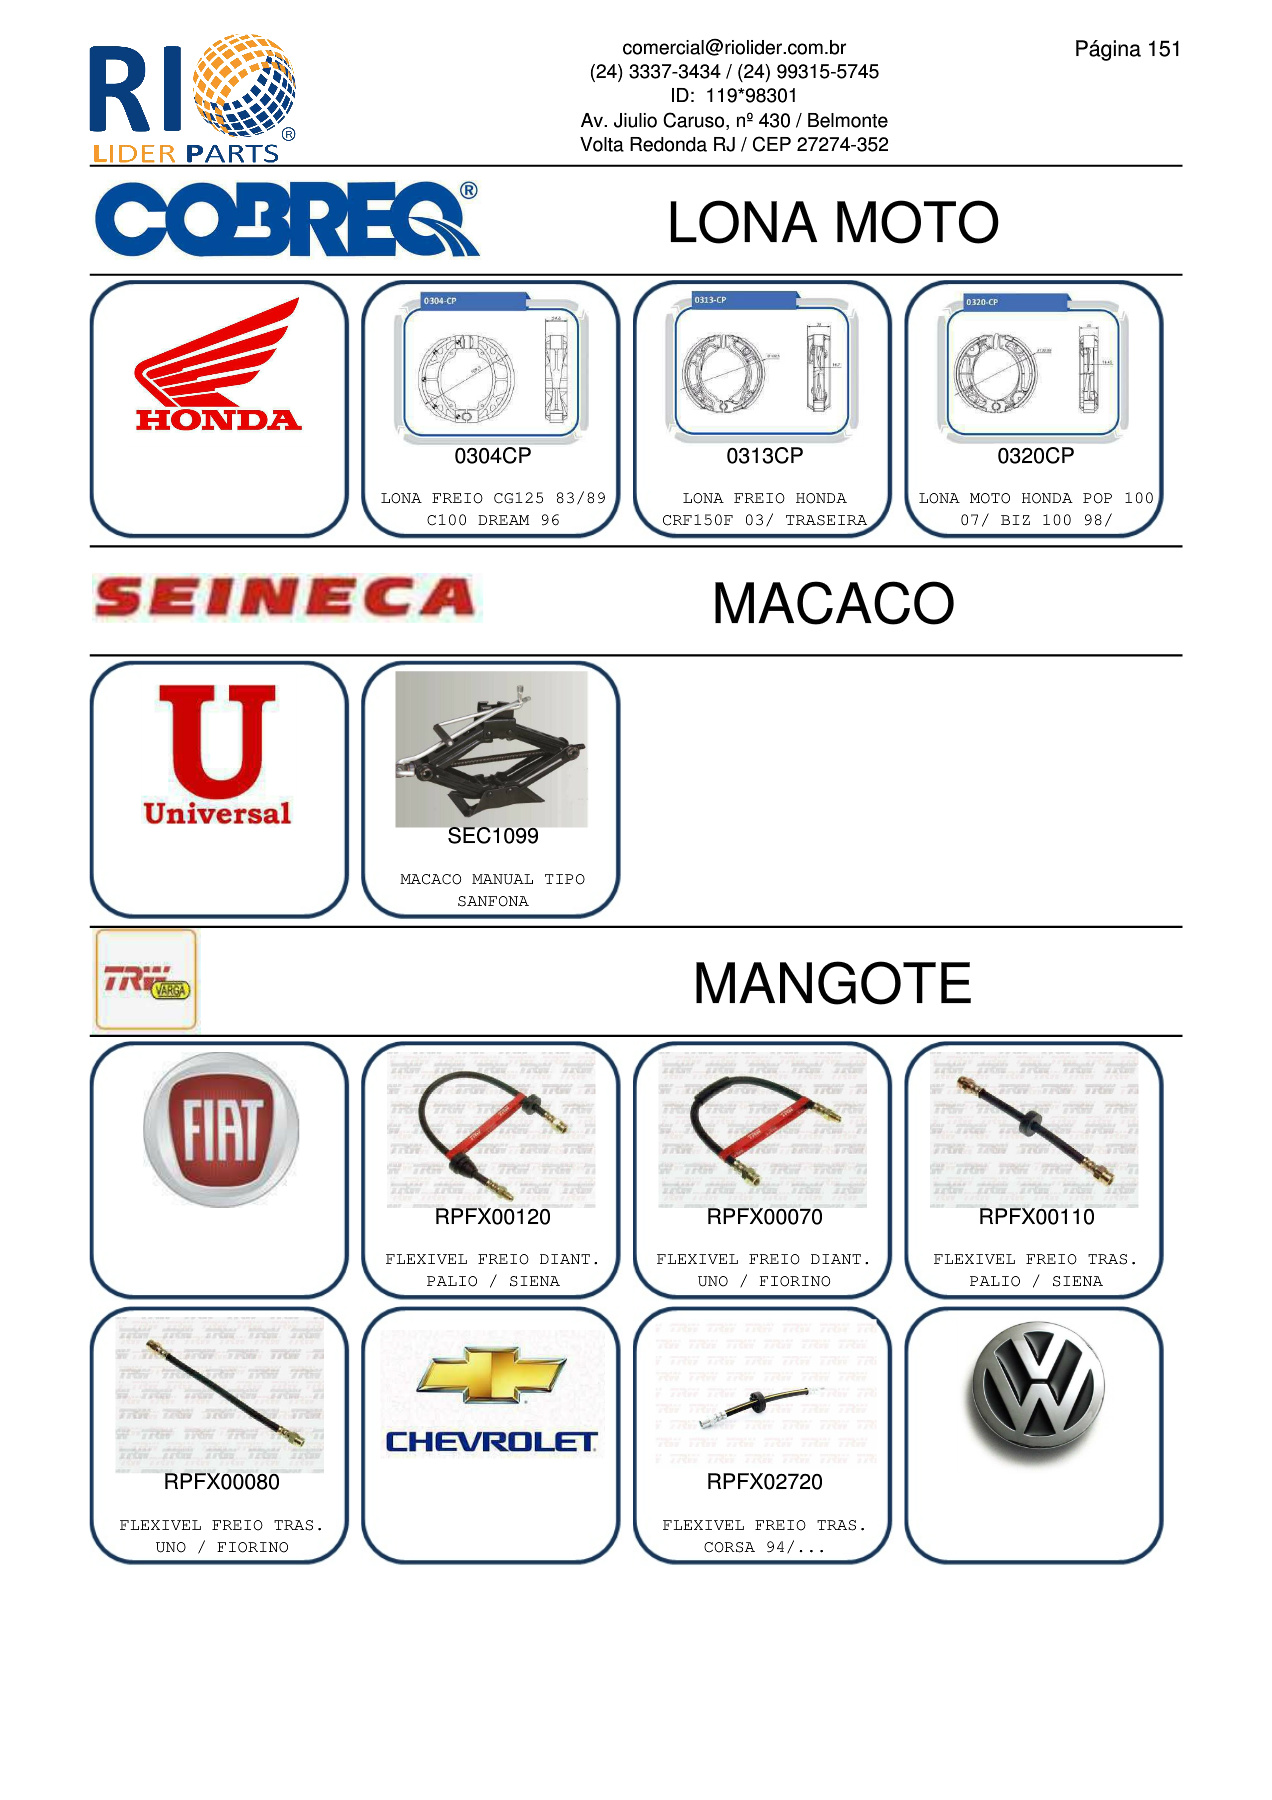 RIO®
LIDER PARTS
comercial@riolider.com.br
(24) 3337-3434 / (24) 99315-5745
ID: 119*98301
Av. Jiulio Caruso, nº 430 / Belmonte
Volta Redonda RJ / CEP 27274-352
Página 151
COBREQ®
LONA MOTO
HONDA
0304-CP
0304CP
LONA FREIO CG125 83/89
C100 DREAM 96
0313-CP
0313CP
LONA FREIO HONDA
CRF150F 03/ TRASEIRA
0320-CP
0320CP
LONA MOTO HONDA POP 100
07/ BIZ 100 98/
SEINECA
MACACO
U
Universal
SEC1099
MACACO MANUAL TIPO
SANFONA
TRW
VARGA
MANGOTE
FIAT
RPFX00120
FLEXIVEL FREIO DIANT.
PALIO / SIENA
RPFX00070
FLEXIVEL FREIO DIANT.
UNO / FIORINO
RPFX00110
FLEXIVEL FREIO TRAS.
PALIO / SIENA
RPFX00080
FLEXIVEL FREIO TRAS.
UNO / FIORINO
CHEVROLET
RPFX02720
FLEXIVEL FREIO TRAS.
CORSA 94/...
VW